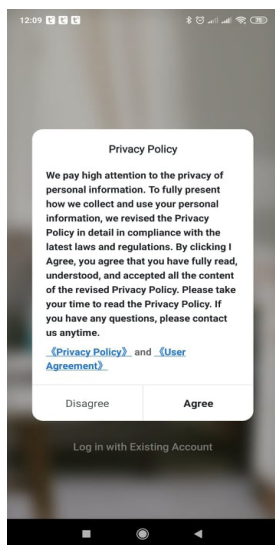 12:09
Privacy Policy
We pay high attention to the privacy of
personal information. To fully present
how we collect and use your personal
information, we revised the Privacy
Policy in detail in compliance with the
latest laws and regulations. By clicking I
Agree, you agree that you have fully read,
understood, and accepted all the content
of the revised Privacy Policy. Please take
your time to read the Privacy Policy. If
you have any questions, please contact
us anytime.
《Privacy Policy》 and 《User
Agreement》
Disagree Agree
Log in with Existing Account